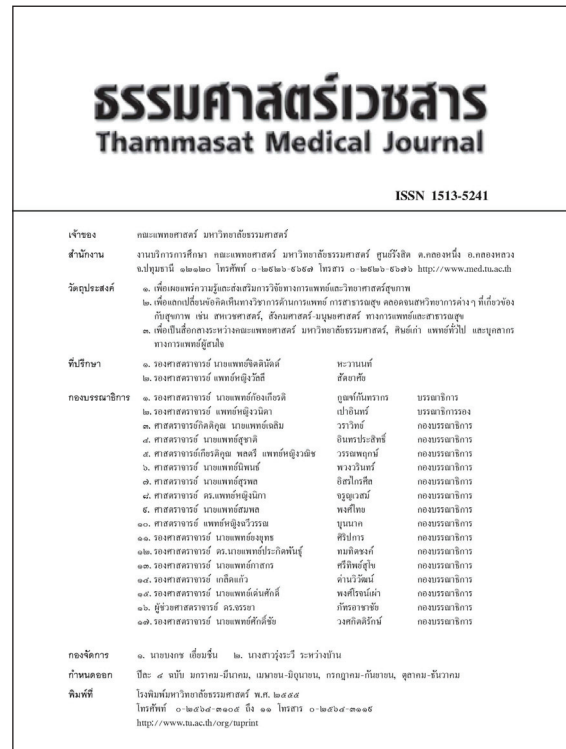 ธรรมศาสตร์เวชสาร
Thammasat Medical Journal
ISSN 1513-5241
เจ้าของ คณะแพทยศาสตร์ มหาวิทยาลัยธรรมศาสตร์
สำนักงาน งานบริการการศึกษา คณะแพทยศาสตร์ มหาวิทยาลัยธรรมศาสตร์ ศูนย์รังสิต ต.คลองหนึ่ง อ.คลองหลวง
จ.ปทุมธานี ๑๒๑๒๐ โทรศัพท์ ๐-๒๙๒๖-๙๖๙๗ โทรสาร ๐-๒๙๒๖-๙๖๗๖ http://www.med.tu.ac.th
วัตถุประสงค์ ๑. เพื่อเผยแพร่ความรู้และส่งเสริมการวิจัยทางการแพทย์และวิทยาศาสตร์สุขภาพ
๒. เพื่อแลกเปลี่ยนข้อคิดเห็นทางวิชาการด้านการแพทย์ การสาธารณสุข ตลอดจนสหวิทยาการต่างๆ ที่เกี่ยวข้อง
กับสุขภาพ เช่น สหเวชศาสตร์, สังคมศาสตร์-มนุษยศาสตร์ ทางการแพทย์และสาธารณสุข
๓. เพื่อเป็นสื่อกลางระหว่างคณะแพทยศาสตร์ มหาวิทยาลัยธรรมศาสตร์, ศิษย์เก่า แพทย์ทั่วไป และบุคลากร
ทางการแพทย์ผู้สนใจ
ที่ปรึกษา ๑. รองศาสตราจารย์ นายแพทย์จิตตินัดด์ หะวานนท์
๒. รองศาสตราจารย์ แพทย์หญิงวัลลี สัตยาศัย
กองบรรณาธิการ ๑. รองศาสตราจารย์ นายแพทย์ก้องเกียรติ กูณฑ์กันทรากร บรรณาธิการ
๒. รองศาสตราจารย์ แพทย์หญิงวนิดา เปาอินทร์ บรรณาธิการรอง
๓. ศาสตราจารย์กิตติคุณ นายแพทย์เฉลิม วราวิทย์ กองบรรณาธิการ
๔. ศาสตราจารย์ นายแพทย์สุชาติ อินทรประสิทธิ์ กองบรรณาธิการ
๕. ศาสตราจารย์เกียรติคุณ พลตรี แพทย์หญิงวณิช วรรณพฤกษ์ กองบรรณาธิการ
๖. ศาสตราจารย์ นายแพทย์นิพนธ์ พวงวรินทร์ กองบรรณาธิการ
๗. ศาสตราจารย์ นายแพทย์สุรพล อิสรไกรศีล กองบรรณาธิการ
๘. ศาสตราจารย์ ดร.แพทย์หญิงนิภา จรูญเวสม์ กองบรรณาธิการ
๙. ศาสตราจารย์ นายแพทย์สมพล พงศ์ไทย กองบรรณาธิการ
๑๐. ศาสตราจารย์ แพทย์หญิงฉวีวรรณ บุนนาค กองบรรณาธิการ
๑๑. รองศาสตราจารย์ นายแพทย์ยงยุทธ ศิริปการ กองบรรณาธิการ
๑๒. รองศาสตราจารย์ ดร.นายแพทย์ประกิตพันธุ์ ทมทิตชงค์ กองบรรณาธิการ
๑๓. รองศาสตราจารย์ นายแพทย์ภาสกร ศรีทิพย์สุโข กองบรรณาธิการ
๑๔. รองศาสตราจารย์ เกล็ดแก้ว ด่านวิวัฒน์ กองบรรณาธิการ
๑๕. รองศาสตราจารย์ นายแพทย์เด่นศักดิ์ พงศ์โรจน์เผ่า กองบรรณาธิการ
๑๖. ผู้ช่วยศาสตราจารย์ ดร.จรรยา ภัทรอาชาชัย กองบรรณาธิการ
๑๗. รองศาสตราจารย์ นายแพทย์ศักดิ์ชัย วงศกิตติรักษ์ กองบรรณาธิการ
กองจัดการ ๑. นายบงกช เอี่ยมชื่น ๒. นางสาวรุ่งระวี ระหว่างบ้าน
กำหนดออก ปีละ ๔ ฉบับ มกราคม-มีนาคม, เมษายน-มิถุนายน, กรกฎาคม-กันยายน, ตุลาคม-ธันวาคม
พิมพ์ที่ โรงพิมพ์มหาวิทยาลัยธรรมศาสตร์ พ.ศ. ๒๕๕๕
โทรศัพท์ ๐-๒๕๖๔-๓๑๐๕ ถึง ๑๑ โทรสาร ๐-๒๕๖๔-๓๑๑๙
http://www.tu.ac.th/org/tuprint